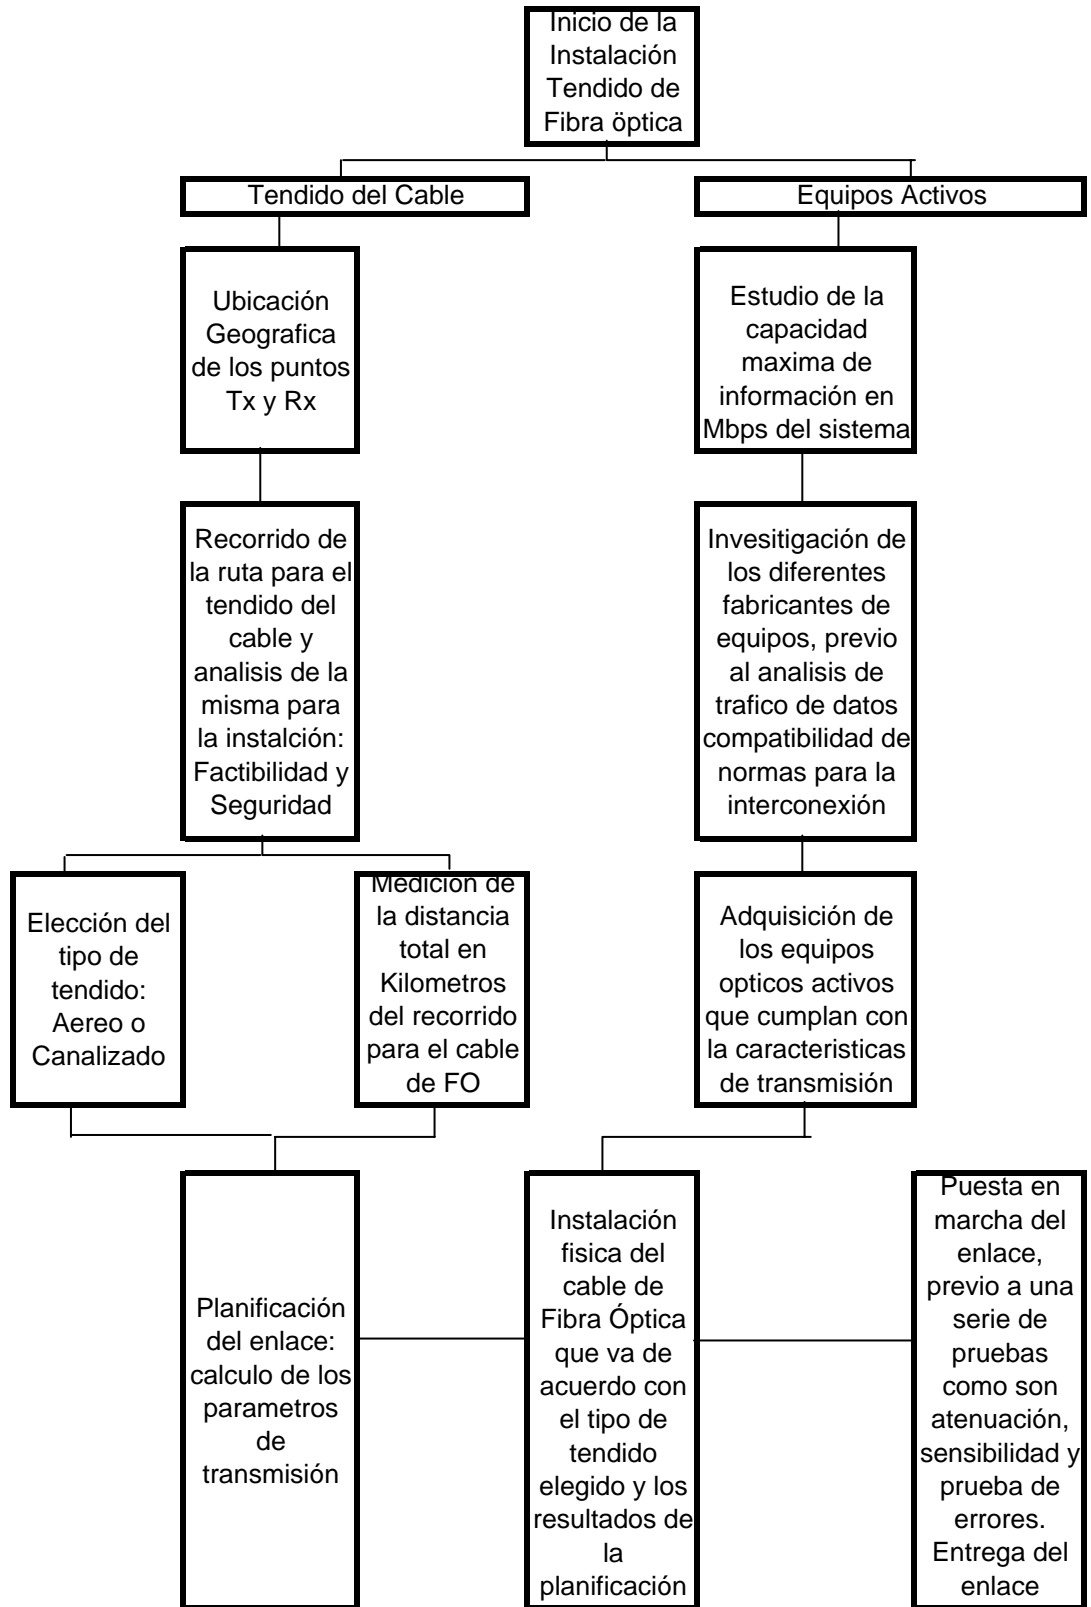 Inicio de la
Instalación
Tendido de
Fibra öptica
Tendido del Cable
Equipos Activos
Ubicación
Geografica
de los puntos
Tx y Rx
Estudio de la
capacidad
maxima de
información en
Mbps del sistema
Recorrido de
la ruta para el
tendido del
cable y
analisis de la
misma para
la instalción:
Factibilidad y
Seguridad
Invesitigación de
los diferentes
fabricantes de
equipos, previo
al analisis de
trafico de datos
compatibilidad de
normas para la
interconexión
Elección del
tipo de
tendido:
Aereo o
Canalizado
Medición de
la distancia
total en
Kilometros
del recorrido
para el cable
de FO
Adquisición de
los equipos
opticos activos
que cumplan con
la caracteristicas
de transmisión
Planificación
del enlace:
calculo de los
parametros
de
transmisión
Instalación
fisica del
cable de
Fibra Óptica
que va de
acuerdo con
el tipo de
tendido
elegido y los
resultados de
la
planificación
Puesta en
marcha del
enlace,
previo a una
serie de
pruebas
como son
atenuación,
sensibilidad y
prueba de
errores.
Entrega del
enlace